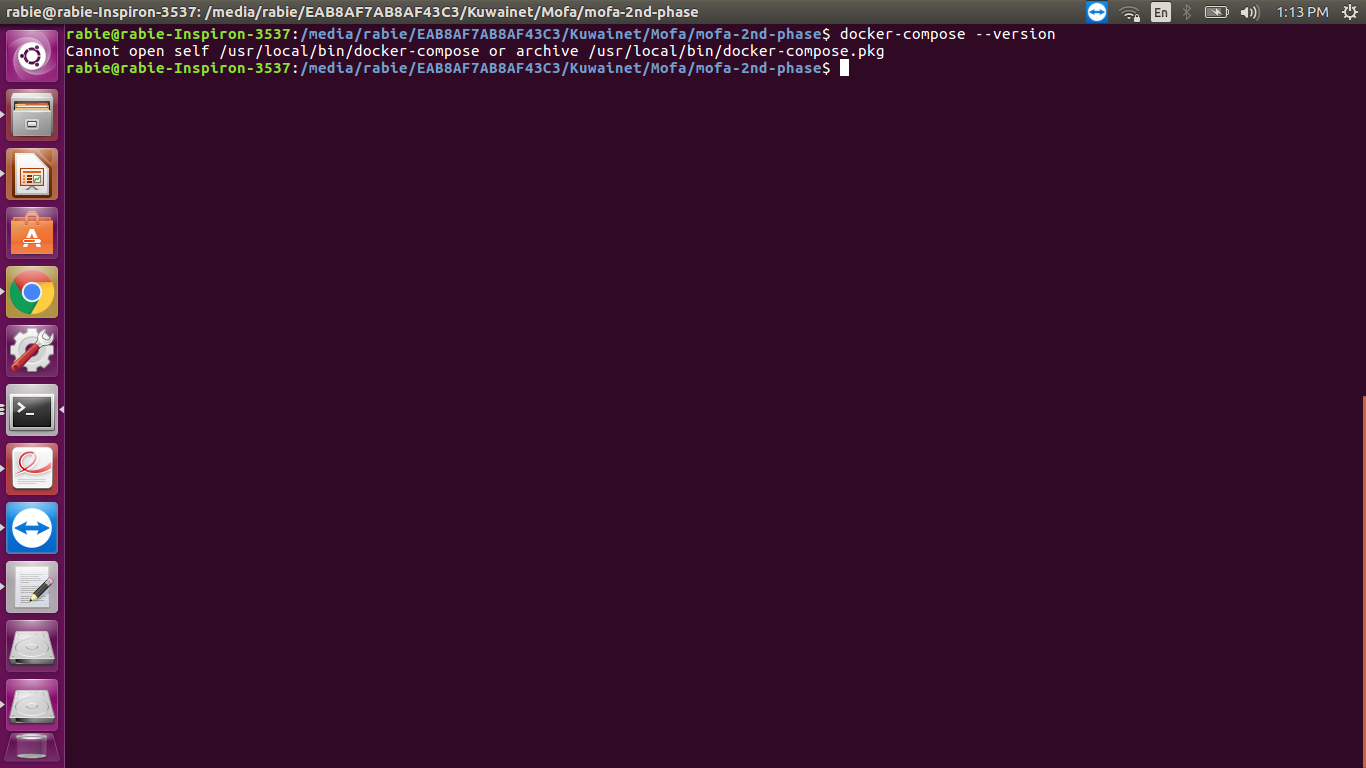 rabie@rabie-Inspiron-3537: /media/rabie/EAB8AF7AB8AF43C3/Kuwainet/Mofa/mofa-2nd-phase
En
1:13 PM
rabie@rabie-Inspiron-3537:/media/rabie/EAB8AF7AB8AF43C3/Kuwainet/Mofa/mofa-2nd-phase$ docker-compose --version
Cannot open self /usr/local/bin/docker-compose or archive /usr/local/bin/docker-compose.pkg
rabie@rabie-Inspiron-3537:/media/rabie/EAB8AF7AB8AF43C3/Kuwainet/Mofa/mofa-2nd-phase$